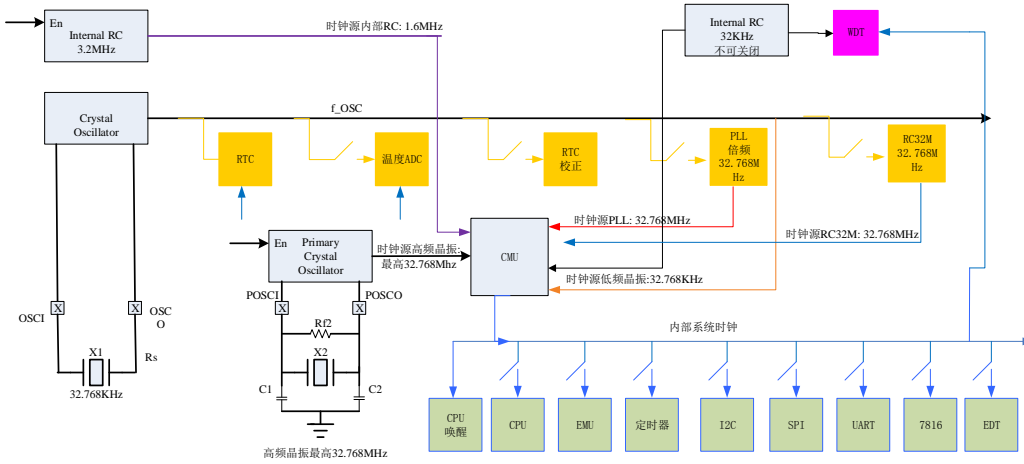 En
Internal RC
3.2MHz
时钟源内部RC: 1.6MHz
Internal RC
32KHz
不可关闭
WDT
Crystal
Oscillator
f_OSC
RTC
温度ADC
RTC
校正
PLL
倍频
32.768M
Hz
RC32M
32.768M
Hz
时钟源PLL: 32.768MHz
时钟源RC32M: 32.768MHz
En
Primary
Crystal
Oscillator
时钟源高频晶振:
最高32.768Mhz
CMU
时钟源低频晶振:32.768KHz
POSCI
POSCO
X
X
X
X
OSCI
OSC
O
Rf2
内部系统时钟
X1
Rs
X2
32.768KHz
C1
C2
CPU
唤醒
CPU
EMU
定时器
I2C
SPI
UART
7816
EDT
高频晶振最高32.768MHz